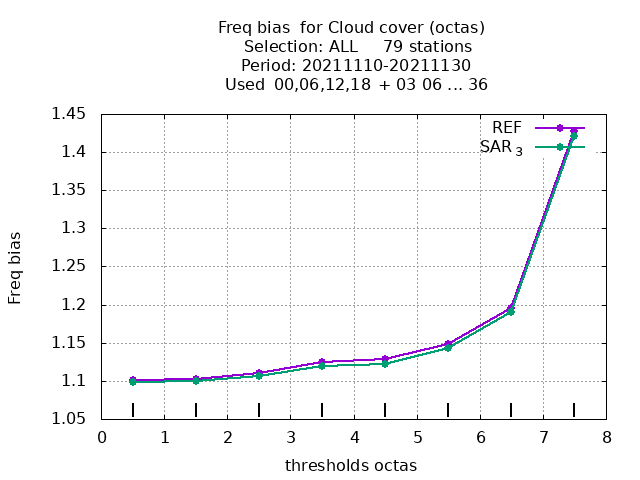 Freq bias  for Cloud cover (octas)
Selection: ALL     79 stations
Period: 20211110-20211130
Used  00,06,12,18  + 03 06 ... 36
REF
SAR 3
1.45
1.4
1.35
1.3
1.25
1.2
1.15
1.1
1.05
Freq bias
0 1 2 3 4 5 6 7 8
thresholds octas